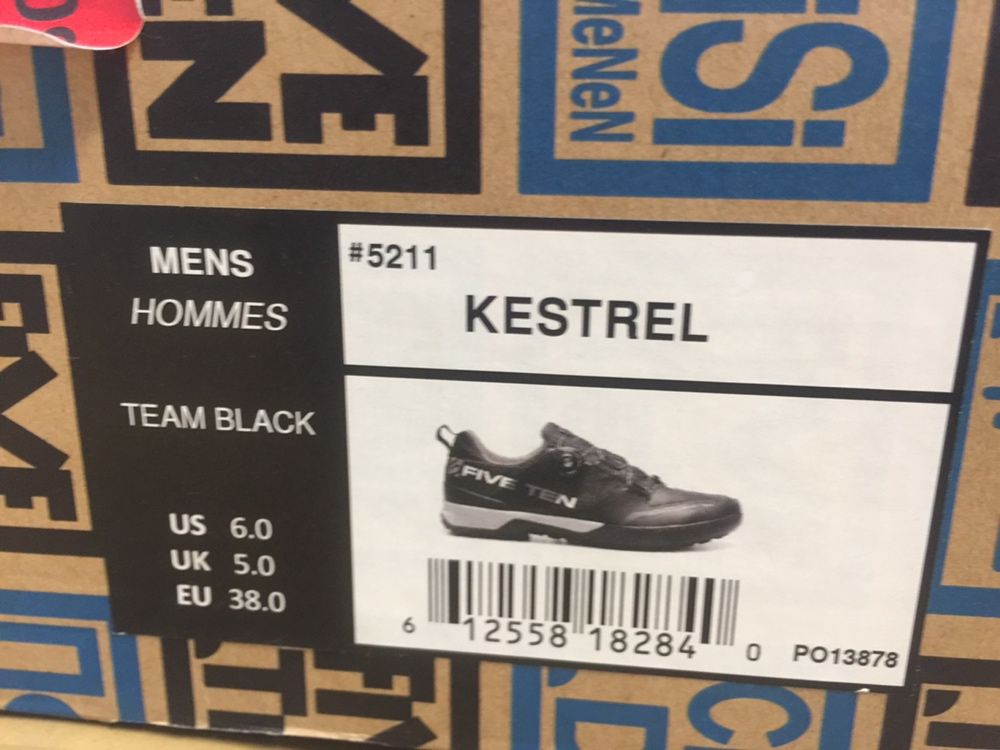 MeNeN
MENS
HOMMES
TEAM BLACK
US 6.0
UK 5.0
EU 38.0
#5211
KESTREL
FIVE TEN
6 12558 18284 0
PO13878